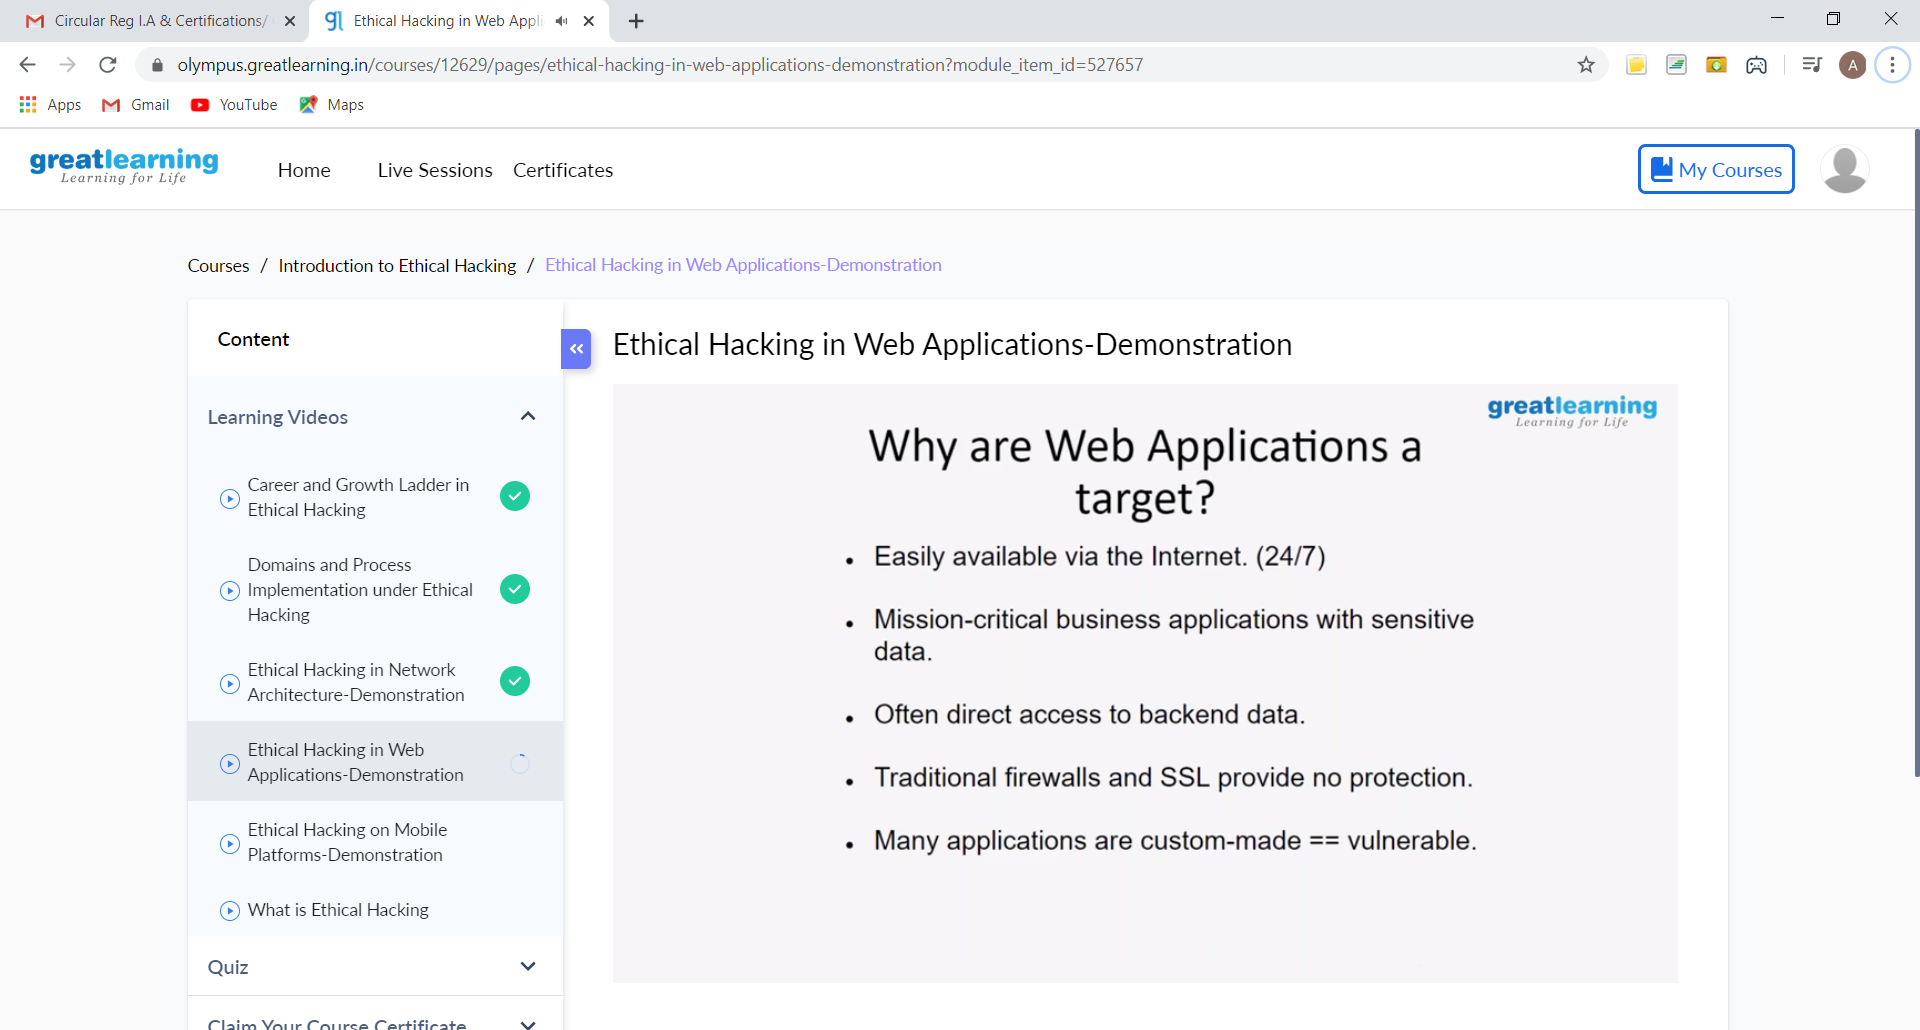 Circular Reg I.A & Certifications/
Ethical Hacking in Web Appli
olympus.greatlearning.in/courses/12629/pages/ethical-hacking-in-web-applications-demonstration?module_item_id=527657
A
Apps
Gmail
YouTube
Maps
greatlearning
Learning for Life
Home
Live Sessions
Certificates
My Courses
Courses / Introduction to Ethical Hacking / Ethical Hacking in Web Applications-Demonstration
Content
Learning Videos
Career and Growth Ladder in
Ethical Hacking
Domains and Process
Implementation under Ethical
Hacking
Ethical Hacking in Network
Architecture-Demonstration
Ethical Hacking in Web
Applications-Demonstration
Ethical Hacking on Mobile
Platforms-Demonstration
What is Ethical Hacking
Quiz
Claim Your Course Certificate
Ethical Hacking in Web Applications-Demonstration
greatlearning
Learning for Life
Why are Web Applications a
target?
• Easily available via the Internet. (24/7)
• Mission-critical business applications with sensitive
data.
• Often direct access to backend data.
• Traditional firewalls and SSL provide no protection.
• Many applications are custom-made == vulnerable.